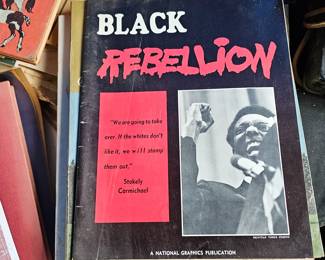 BLACK
REBELLION
"We are going to take
over. If the whites don't
like it, we will stamp
them out."
Stokely
Carmichael
A NATIONAL GRAPHICS PUBLICATION